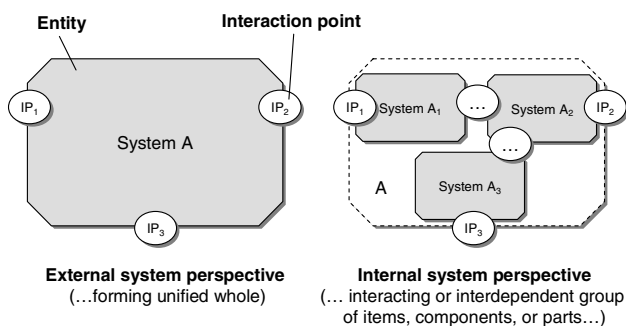 Entity
Interaction point
IP₁
IP₂
System A
IP₃
External system perspective
(…forming unified whole)
IP₁
System A₁
…
System A₂
IP₂
…
A
System A₃
IP₃
Internal system perspective
(… interacting or interdependent group
of items, components, or parts…)